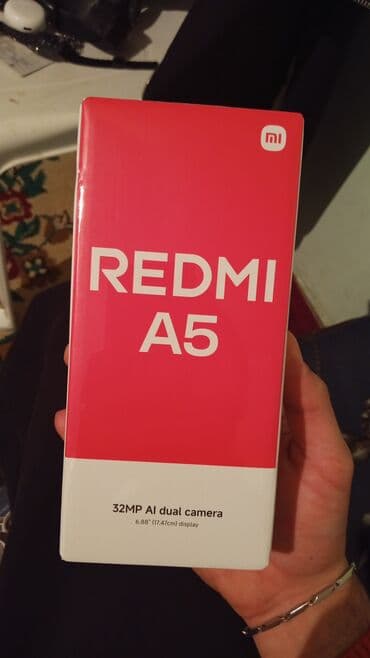 mi
REDMI
A5
32MP AI dual camera
6.88" (17.47cm) display